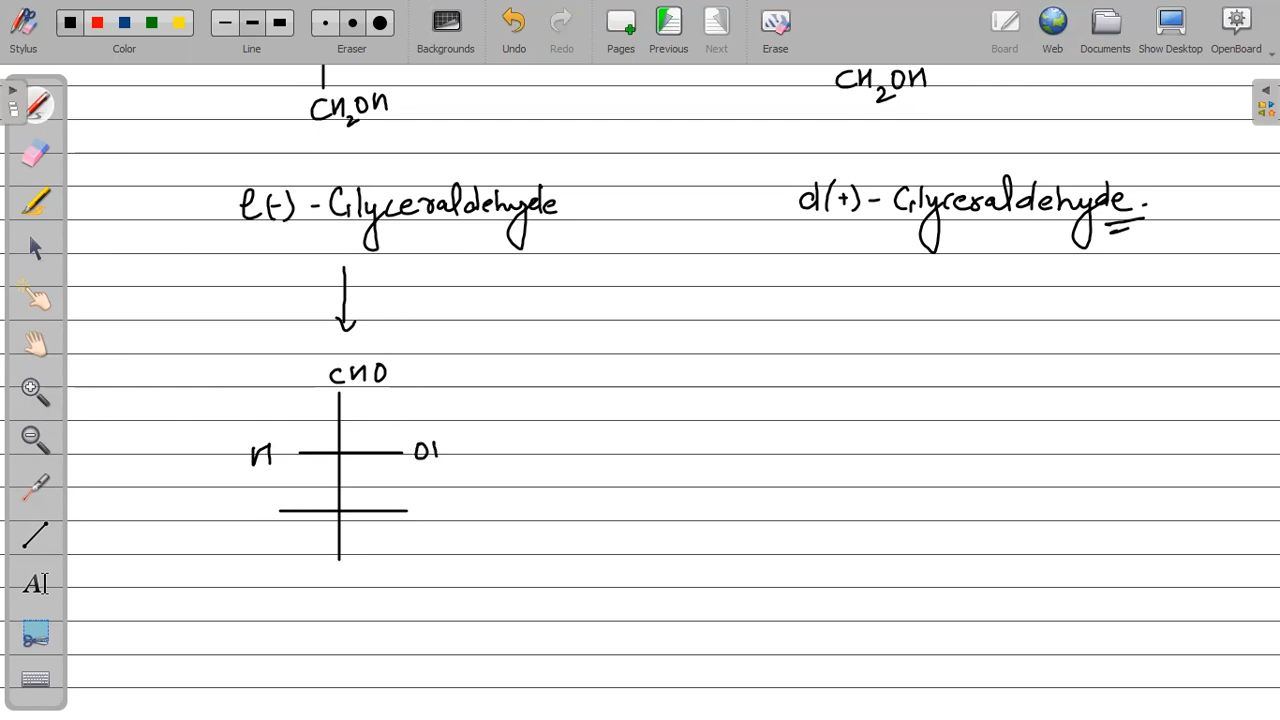 Stylus Color Line Eraser Backgrounds Undo Redo Pages Previous Next Erase Board Web Documents Show Desktop OpenBoard
CH2OH CH2OH
l(-) - Glyceraldehyde d(+) - Glyceraldehyde.
CHO
H OH